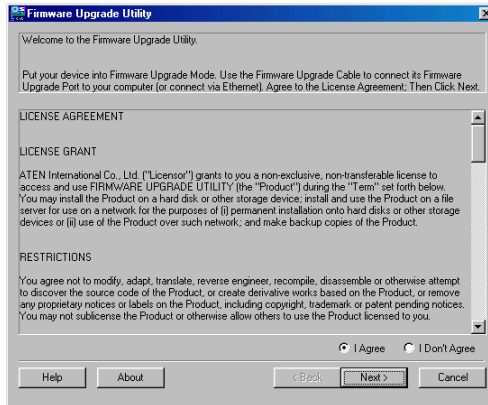 Firmware Upgrade Utility
Welcome to the Firmware Upgrade Utility.
Put your device into Firmware Upgrade Mode. Use the Firmware Upgrade Cable to connect its Firmware
Upgrade Port to your computer (or connect via Ethernet). Agree to the License Agreement; Then Click Next.
LICENSE AGREEMENT
LICENSE GRANT
ATEN International Co., Ltd. ("Licensor") grants to you a non-exclusive, non-transferable license to
access and use FIRMWARE UPGRADE UTILITY (the "Product") during the "Term" set forth below.
You may install the Product on a hard disk or other storage device; install and use the Product on a file
server for use on a network for the purposes of (i) permanent installation onto hard disks or other storage
devices or (ii) use of the Product over such network; and make backup copies of the Product.
RESTRICTIONS
You agree not to modify, adapt, translate, reverse engineer, recompile, disassemble or otherwise attempt
to discover the source code of the Product, or create derivative works based on the Product, or remove
any proprietary notices or labels on the Product, including copyright, trademark or patent pending notices.
You may not sublicense the Product or otherwise allow others to use the Product licensed to you.
I Agree I Don't Agree
Help About < Back Next > Cancel